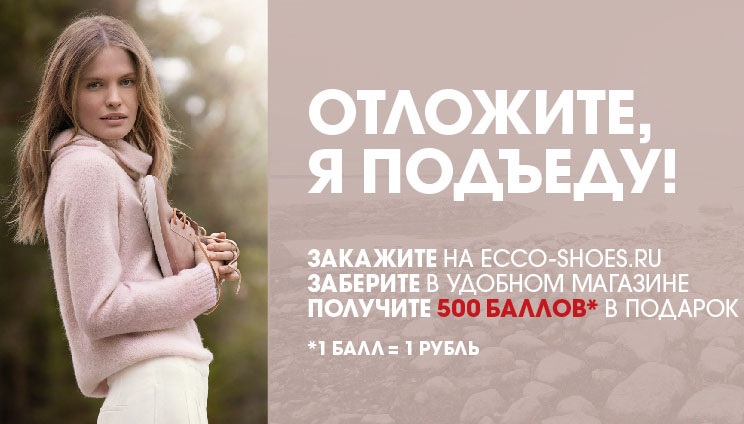 ОТЛОЖИТЕ,
Я ПОДЪЕДУ!
ЗАКАЖИТЕ НА ECCO-SHOES.RU
ЗАБЕРИТЕ В УДОБНОМ МАГАЗИНЕ
ПОЛУЧИТЕ 500 БАЛЛОВ* В ПОДАРОК
*1 БАЛЛ = 1 РУБЛЬ